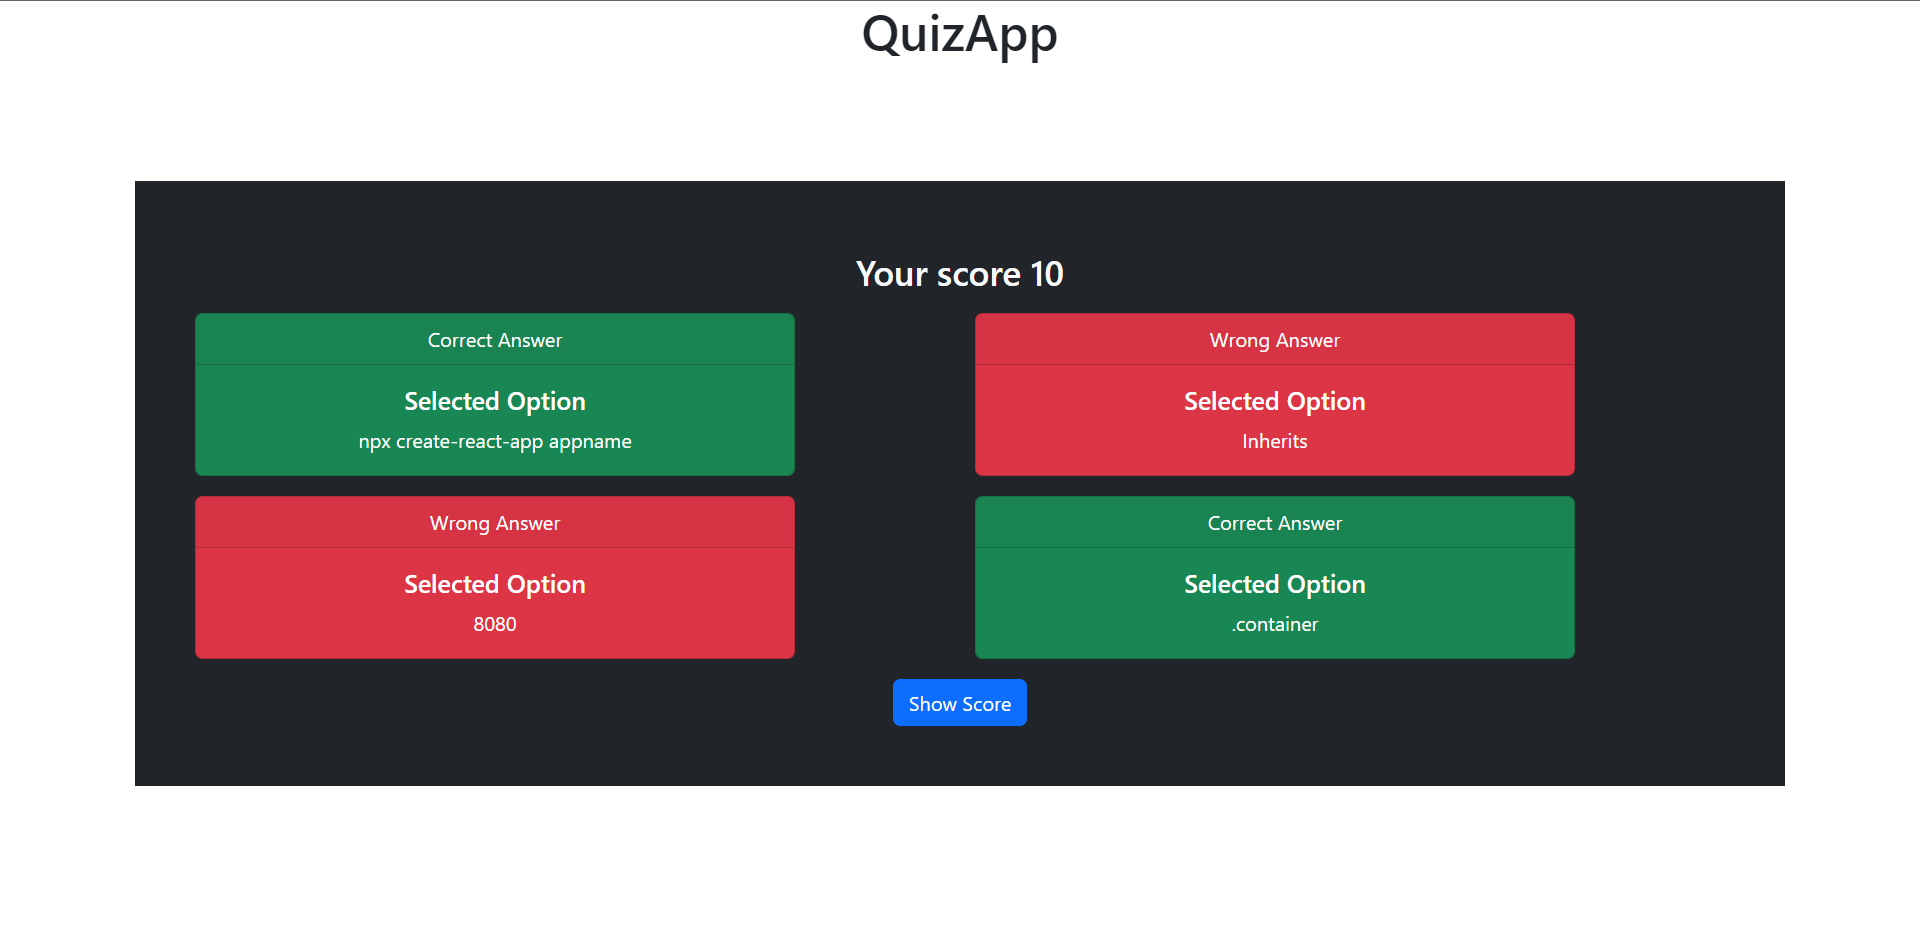 QuizApp
Your score 10
Correct Answer
Selected Option
npx create-react-app appname
Wrong Answer
Selected Option
Inherits
Wrong Answer
Selected Option
8080
Correct Answer
Selected Option
.container
Show Score